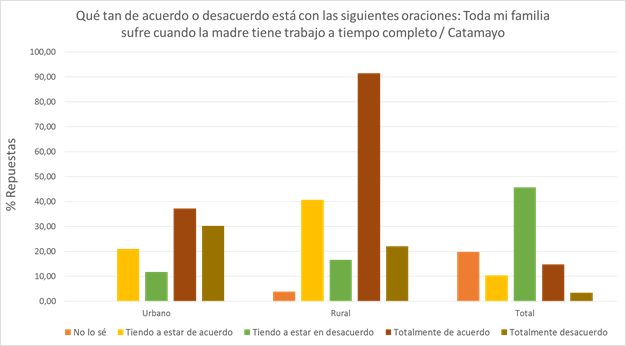 Qué tan de acuerdo o desacuerdo está con las siguientes oraciones: Toda mi familia
sufre cuando la madre tiene trabajo a tiempo completo / Catamayo
% Repuestas
100,00
90,00
80,00
70,00
60,00
50,00
40,00
30,00
20,00
10,00
0,00
Urbano Rural Total
No lo sé Tiendo a estar de acuerdo Tiendo a estar en desacuerdo Totalmente de acuerdo Totalmente desacuerdo